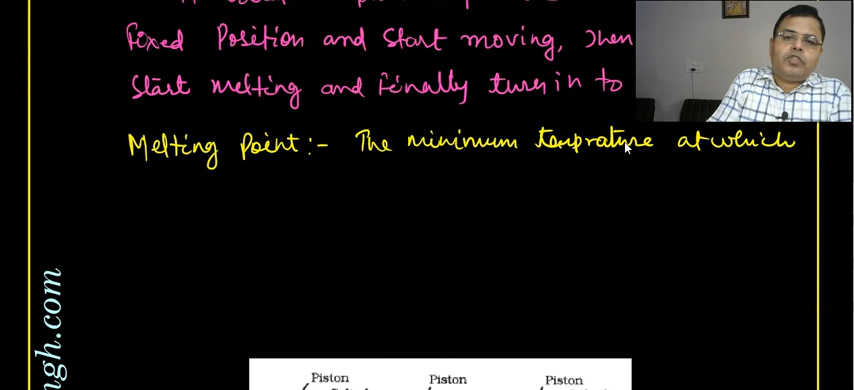 Fixed Position and Start moving, Then
Start melting and Finally turn in to
Melting Point :- The minimum temprature at which
ngh.com
Piston
Piston
Piston